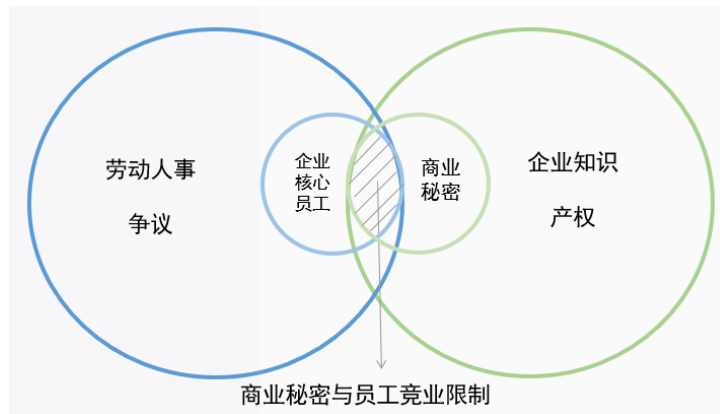 劳动人事
争议
企业
核心
员工
商业
秘密
企业知识
产权
商业秘密与员工竞业限制